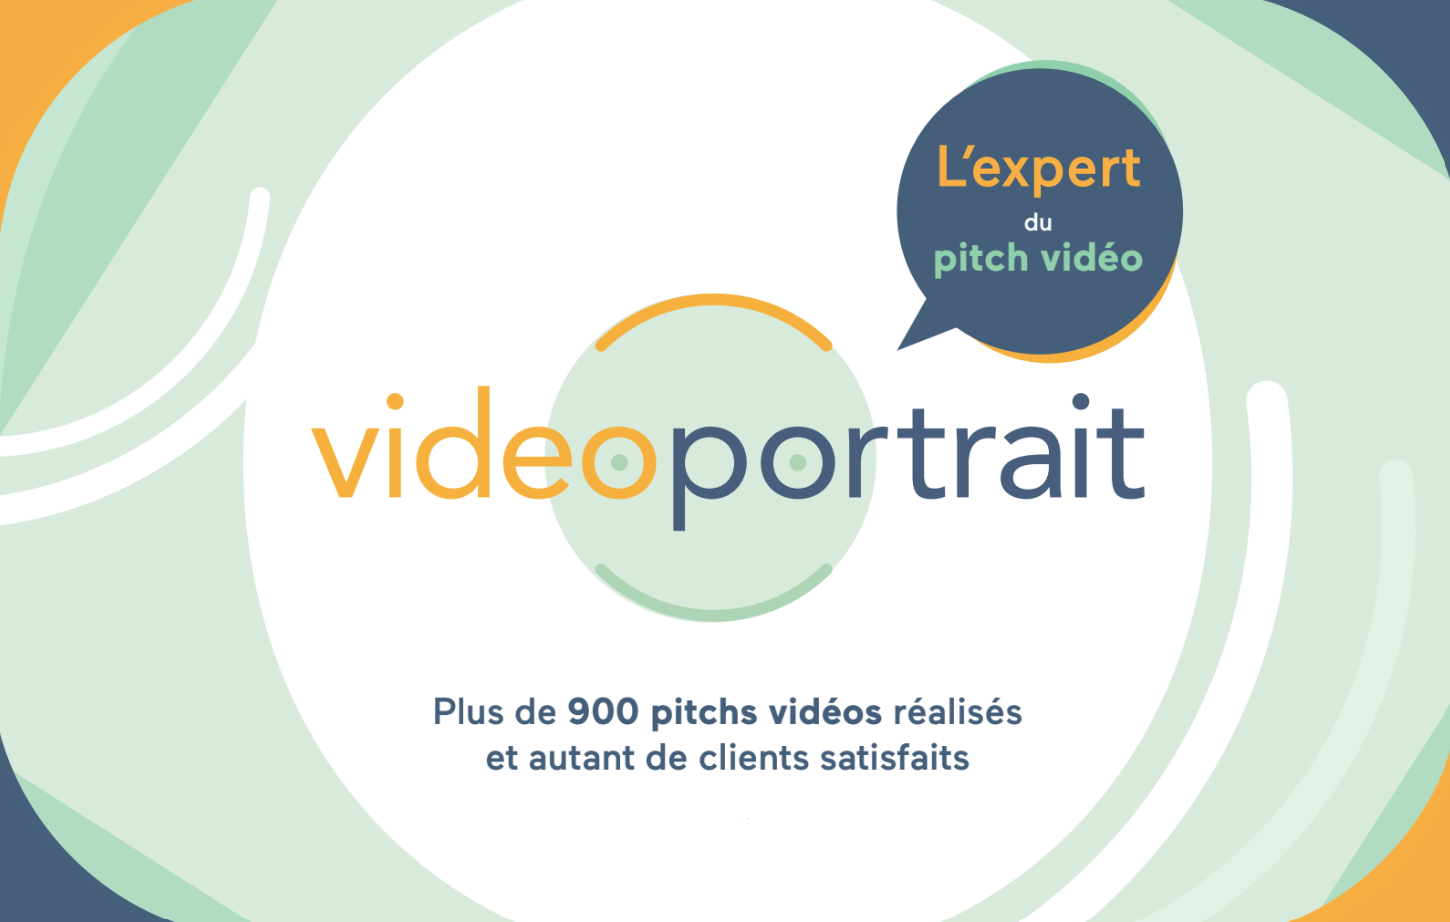 L'expert
du
pitch vidéo
videoportrait
Plus de 900 pitchs vidéos réalisés
et autant de clients satisfaits